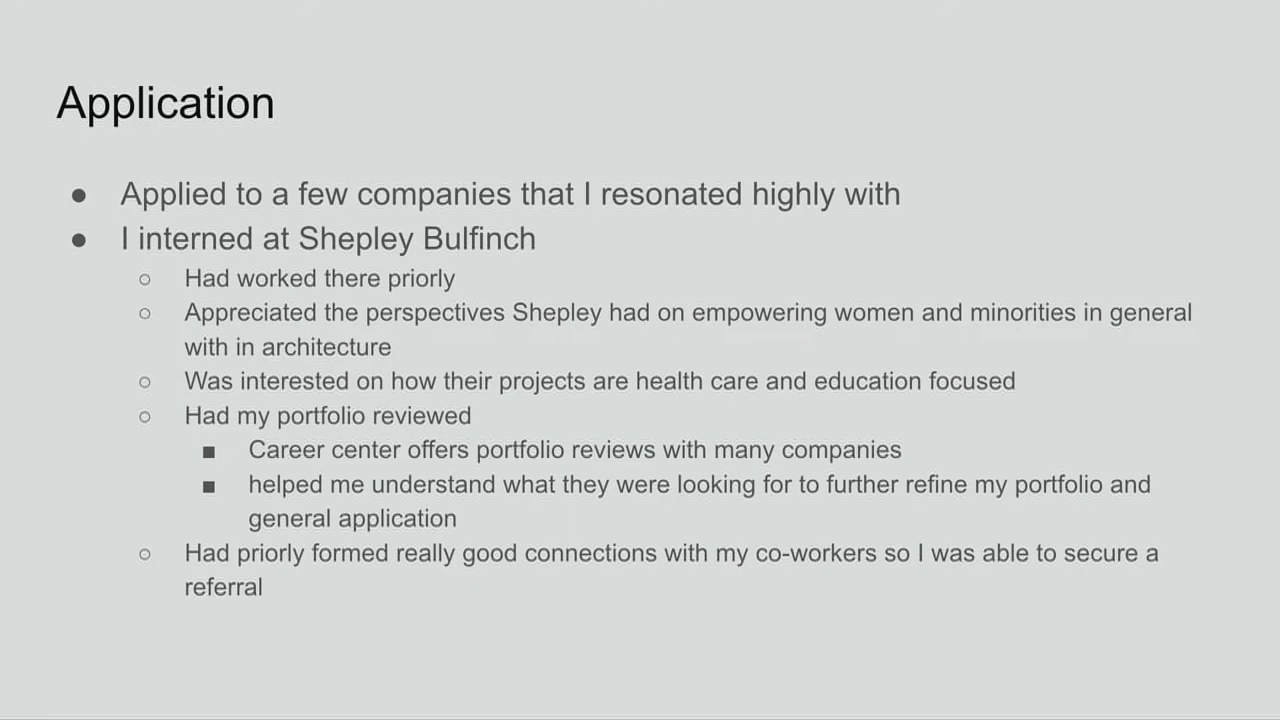 Application
● Applied to a few companies that I resonated highly with
● I interned at Shepley Bulfinch
○ Had worked there priorly
○ Appreciated the perspectives Shepley had on empowering women and minorities in general
with in architecture
○ Was interested on how their projects are health care and education focused
○ Had my portfolio reviewed
■ Career center offers portfolio reviews with many companies
■ helped me understand what they were looking for to further refine my portfolio and
general application
○ Had priorly formed really good connections with my co-workers so I was able to secure a
referral